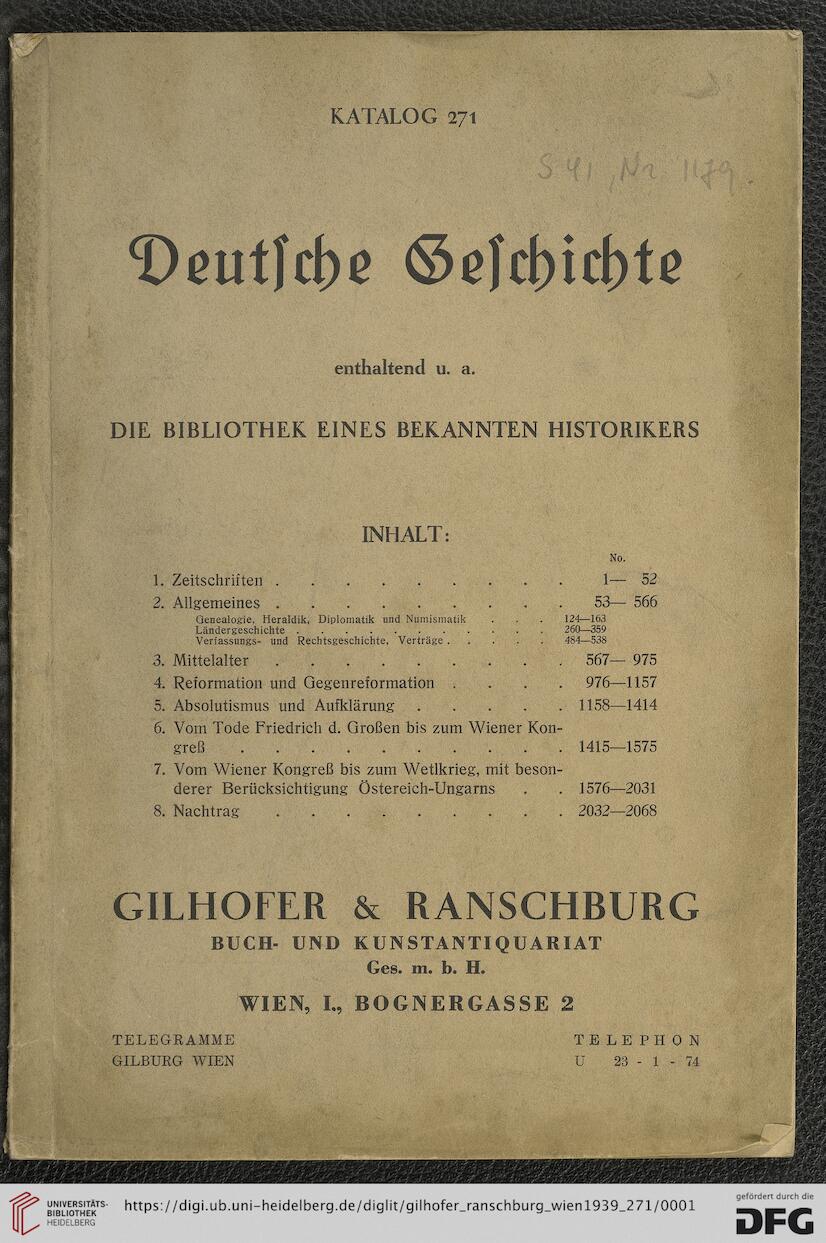 KATALOG 271
S 41, Nr. 1179.
Deutſche Geſchichte
enthaltend u. a.
DIE BIBLIOTHEK EINES BEKANNTEN HISTORIKERS
INHALT:
No.
1. Zeitschriften . . . . . . . . . 1— 52
2. Allgemeines . . . . . . . . . 53— 566
Genealogie, Heraldik, Diplomatik und Numismatik . . . 124—163
Ländergeschichte . . . . . . . . . . . 260—359
Verfassungs- und Rechtsgeschichte, Verträge . . . . . 484—538
3. Mittelalter . . . . . . . . . 567— 975
4. Reformation und Gegenreformation . . . . 976—1157
5. Absolutismus und Aufklärung . . . . . 1158—1414
6. Vom Tode Friedrich d. Großen bis zum Wiener Kon-
greß . . . . . . . . . . 1415—1575
7. Vom Wiener Kongreß bis zum Wetlkrieg, mit beson-
derer Berücksichtigung Östereich-Ungarns . . 1576—2031
8. Nachtrag . . . . . . . . . 2032—2068
GILHOFER & RANSCHBURG
BUCH- UND KUNSTANTIQUARIAT
Ges. m. b. H.
WIEN, I., BOGNERGASSE 2
TELEGRAMME TELEPHON
GILBURG WIEN U 23 - 1 - 74
UNIVERSITÄTS-
BIBLIOTHEK
HEIDELBERG
https://digi.ub.uni-heidelberg.de/diglit/gilhofer_ranschburg_wien1939_271/0001
gefördert durch die
DFG